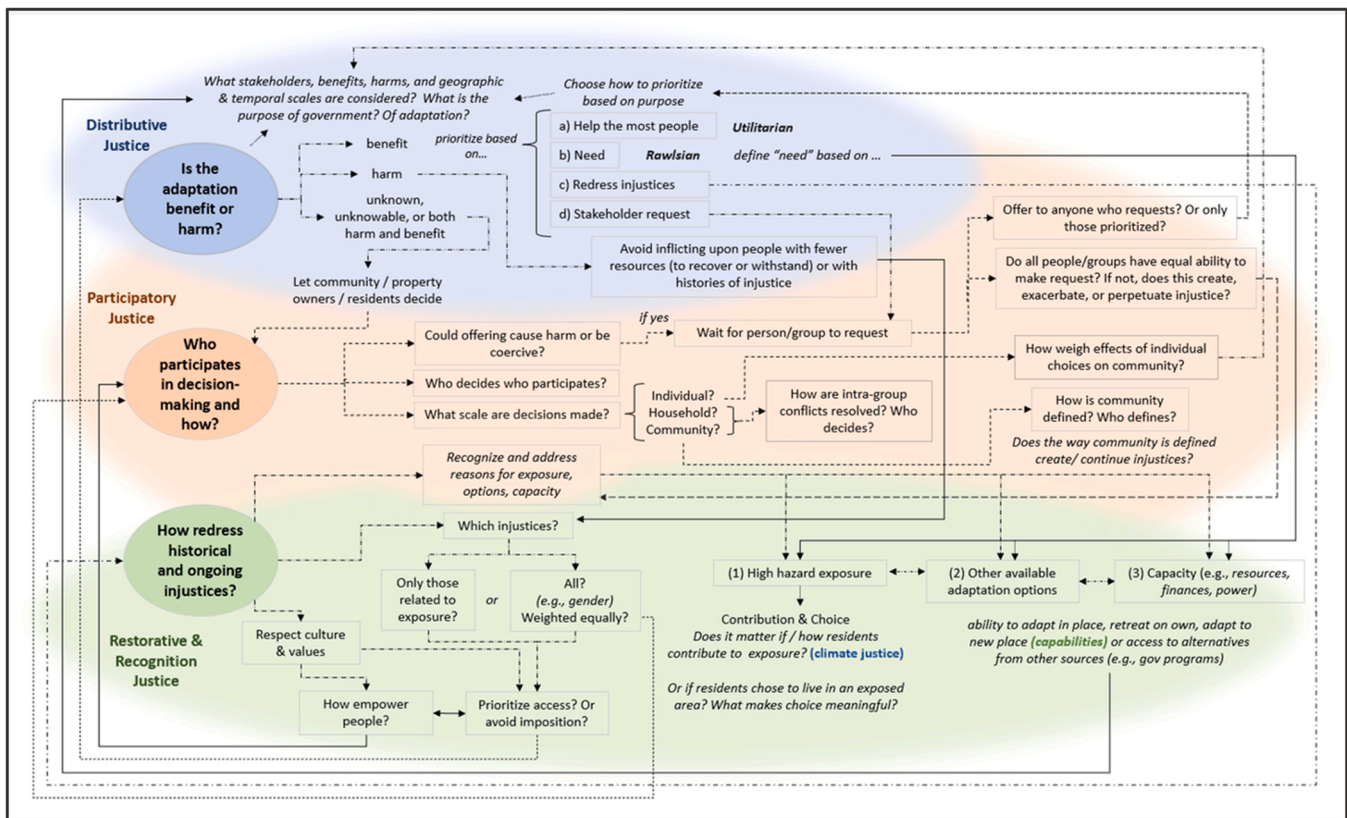 What stakeholders, benefits, harms, and geographic
& temporal scales are considered? What is the
purpose of government? Of adaptation?
Choose how to prioritize
based on purpose
Distributive
Justice
Is the
adaptation
benefit or
harm?
benefit
harm
unknown,
unknowable, or both
harm and benefit
prioritize based
on...
a) Help the most people
Utilitarian
b) Need
Rawlsian
define “need” based on ...
c) Redress injustices
d) Stakeholder request
Offer to anyone who requests? Or only
those prioritized?
Avoid inflicting upon people with fewer
resources (to recover or withstand) or with
histories of injustice
Do all people/groups have equal ability to
make request? If not, does this create,
exacerbate, or perpetuate injustice?
Let community / property
owners / residents decide
Participatory
Justice
Who
participates
in decision-
making and
how?
Could offering cause harm or be
coercive?
if yes
Wait for person/group to request
Who decides who participates?
What scale are decisions made?
Individual?
Household?
Community?
How are intra-group
conflicts resolved? Who
decides?
How weigh effects of individual
choices on community?
How is community
defined? Who defines?
Does the way community is defined
create/ continue injustices?
Recognize and address
reasons for exposure,
options, capacity
How redress
historical
and ongoing
injustices?
Restorative &
Recognition
Justice
Which injustices?
Only those
related to
exposure?
or
All?
(e.g., gender)
Weighted equally?
Respect culture
& values
How empower
people?
Prioritize access? Or
avoid imposition?
(1) High hazard exposure
(2) Other available
adaptation options
(3) Capacity (e.g., resources,
finances, power)
Contribution & Choice
Does it matter if / how residents
contribute to exposure? (climate justice)
Or if residents chose to live in an exposed
area? What makes choice meaningful?
ability to adapt in place, retreat on own, adapt to
new place (capabilities) or access to alternatives
from other sources (e.g., gov programs)